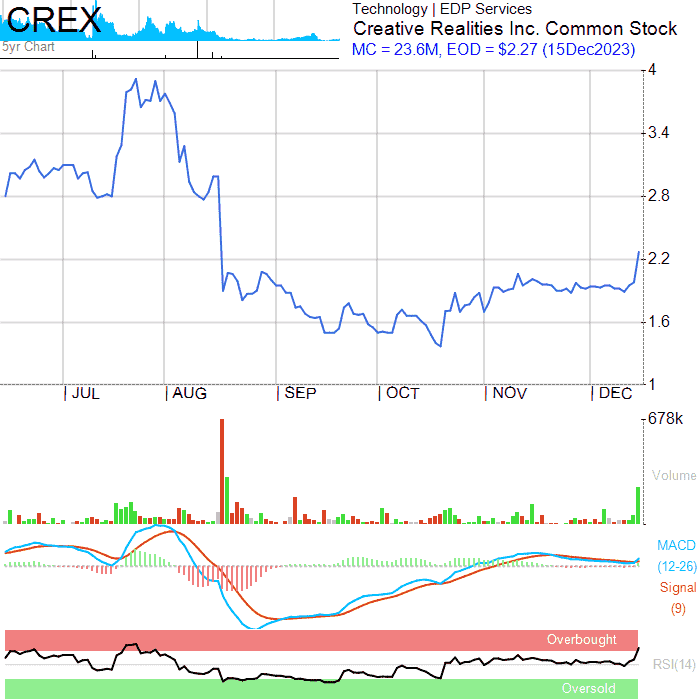 CREX
5yr Chart
Technology | EDP Services
Creative Realities Inc. Common Stock
MC = 23.6M, EOD = $2.27 (15Dec2023)
4
3.4
2.8
2.2
1.6
1
JUL AUG SEP OCT NOV DEC
678k
Volume
MACD
(12-26)
Signal
(9)
Overbought
RSI(14)
Oversold